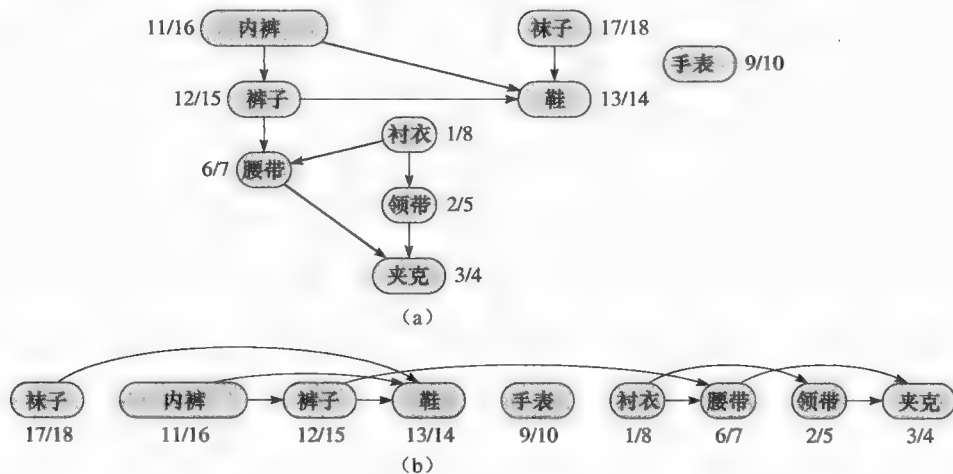 11/16 内裤 袜子 17/18
手表 9/10
12/15 裤子 鞋 13/14
衬衣 1/8
6/7 腰带
领带 2/5
夹克 3/4
(a)
袜子 内裤 裤子 鞋 手表 衬衣 腰带 领带 夹克
17/18 11/16 12/15 13/14 9/10 1/8 6/7 2/5 3/4
(b)